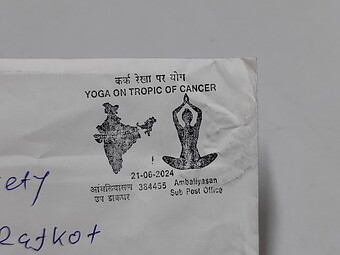 कर्क रेखा पर योग
YOGA ON TROPIC OF CANCER
21-06-2024
आंबलियासण 384455 Ambaliyasan
उप डाकघर Sub Post Office
ety
Rajkot